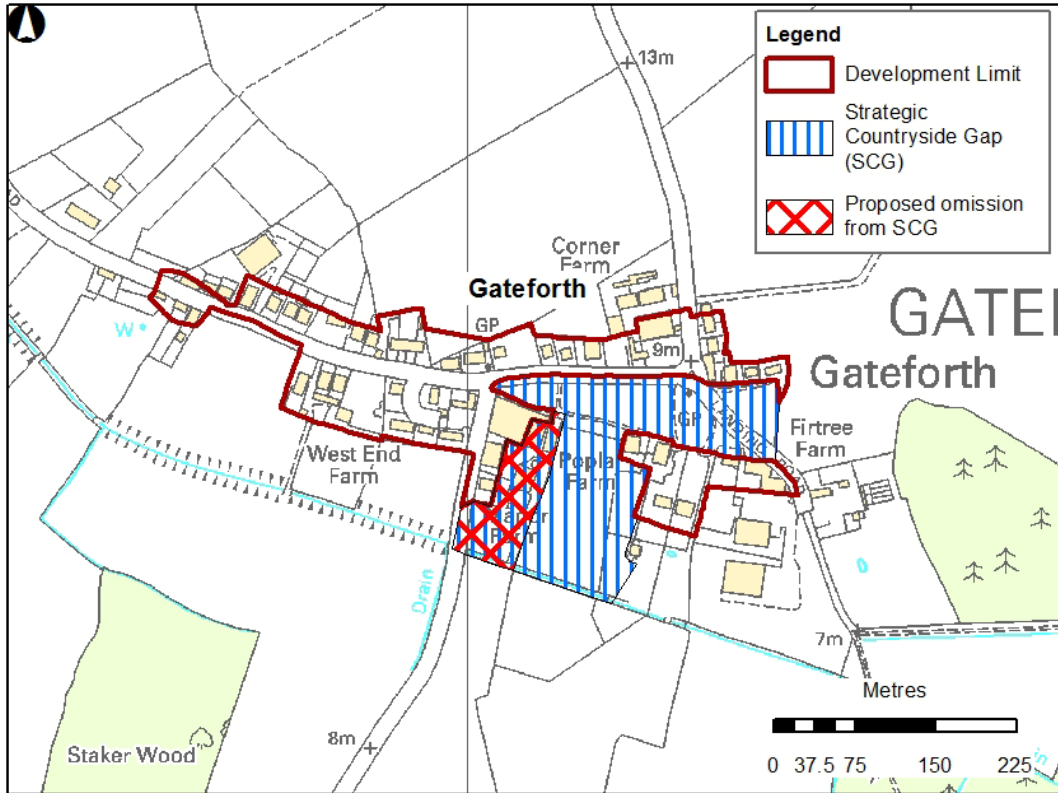 Legend
Development Limit
Strategic
Countryside Gap
(SCG)
Proposed omission
from SCG
13m
Corner
Farm
Gateforth
GATE
GP
9m
Gateforth
W
GP
Firtree
Farm
West End
Farm
Farm
Drain
7m
Metres
8m
Staker Wood
0 37.5 75 150 225